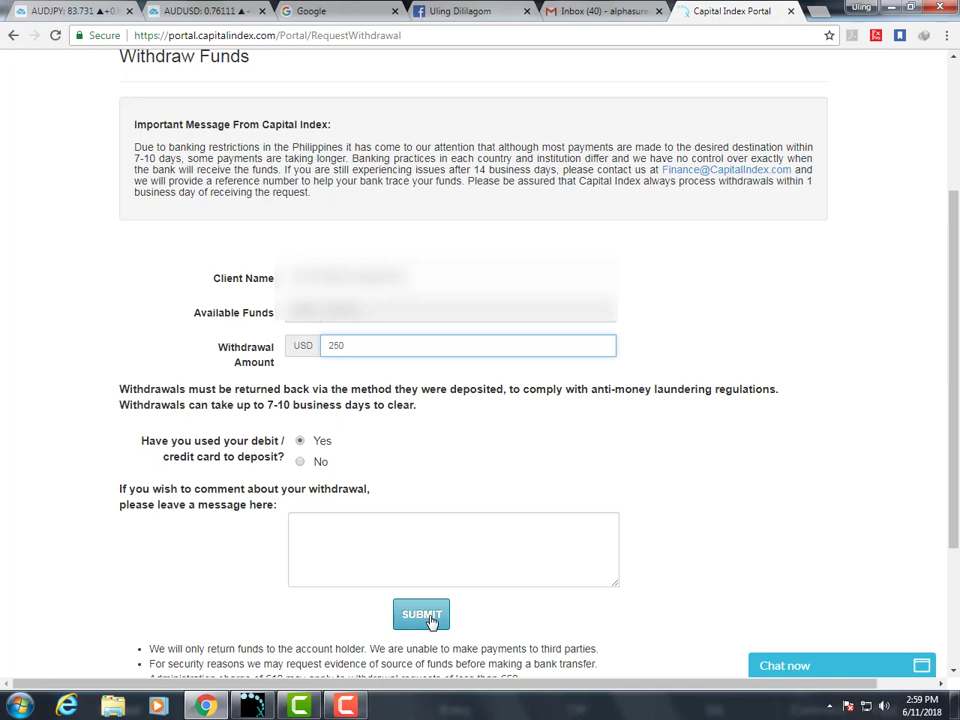 AUDJPY: 83.731 ▲+0.
AUDUSD: 0.76111 ▲+
Google
Uling Dililagom
Inbox (40) - alphasure
Capital Index Portal
Uling
Secure
https://portal.capitalindex.com/Portal/RequestWithdrawal
Withdraw Funds
Important Message From Capital Index:
Due to banking restrictions in the Philippines it has come to our attention that although most payments are made to the desired destination within
7-10 days, some payments are taking longer. Banking practices in each country and institution differ and we have no control over exactly when
the bank will receive the funds. If you are still experiencing issues after 14 business days, please contact us at Finance@CapitalIndex.com and
we will provide a reference number to help your bank trace your funds. Please be assured that Capital Index always process withdrawals within 1
business day of receiving the request.
Client Name
Available Funds
Withdrawal
Amount
USD
250
Withdrawals must be returned back via the method they were deposited, to comply with anti-money laundering regulations.
Withdrawals can take up to 7-10 business days to clear.
Have you used your debit /
credit card to deposit?
Yes
No
If you wish to comment about your withdrawal,
please leave a message here:
SUBMIT
• We will only return funds to the account holder. We are unable to make payments to third parties.
• For security reasons we may request evidence of source of funds before making a bank transfer.
Chat now
2:59 PM
6/11/2018